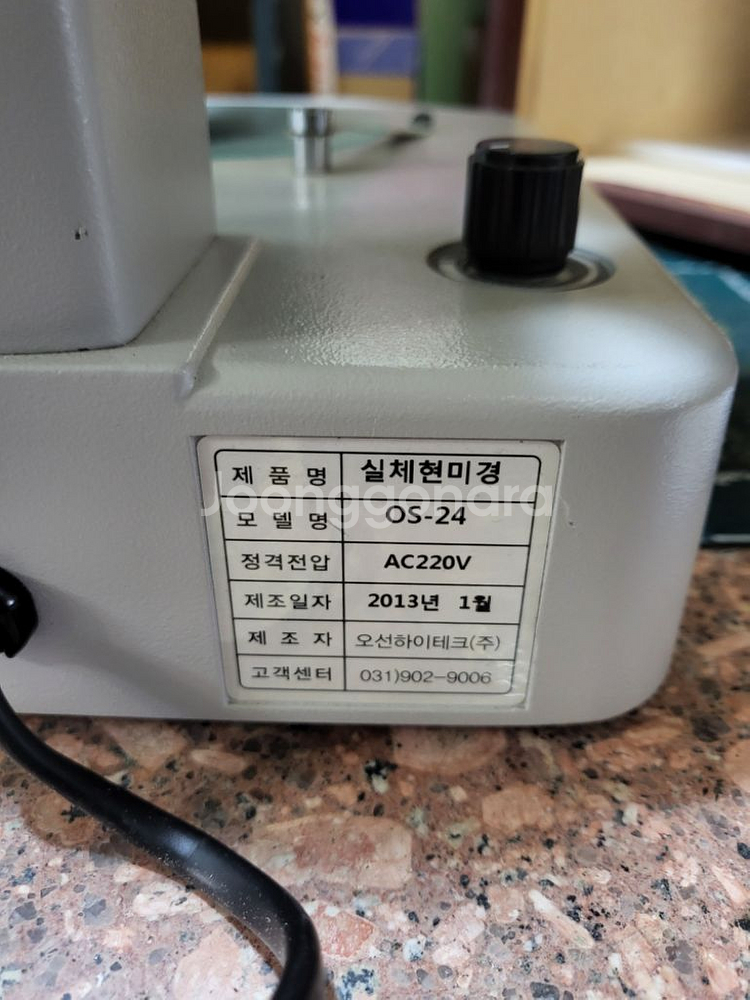 제 품 명 실체현미경
모 델 명 OS-24
정격전압 AC220V
제조일자 2013년 1월
제 조 자 오선하이테크(주)
고객센터 031)902-9006
Joonggonara